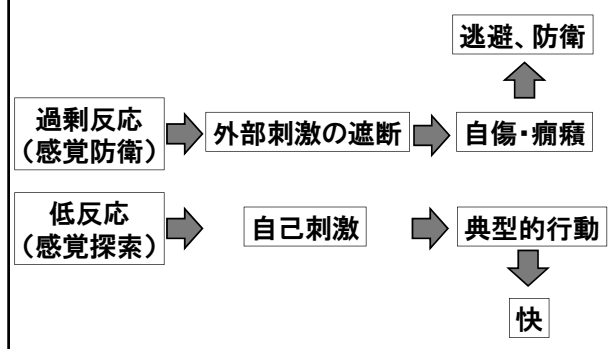 逃避、防衛
過剰反応
(感覚防衛)
外部刺激の遮断
自傷・癇癪
低反応
(感覚探索)
自己刺激
典型的行動
快